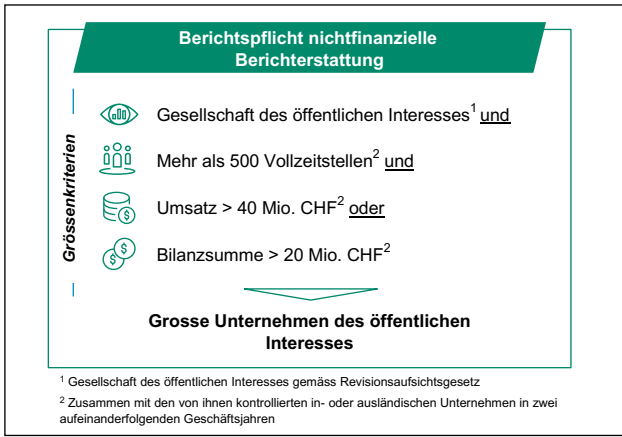 Berichtspflicht nichtfinanzielle
Berichterstattung
Grössenkriterien
Gesellschaft des öffentlichen Interesses¹ und
Mehr als 500 Vollzeitstellen² und
Umsatz > 40 Mio. CHF² oder
Bilanzsumme > 20 Mio. CHF²
Grosse Unternehmen des öffentlichen
Interesses
¹ Gesellschaft des öffentlichen Interesses gemäss Revisionsaufsichtsgesetz
² Zusammen mit den von ihnen kontrollierten in- oder ausländischen Unternehmen in zwei
aufeinanderfolgenden Geschäftsjahren